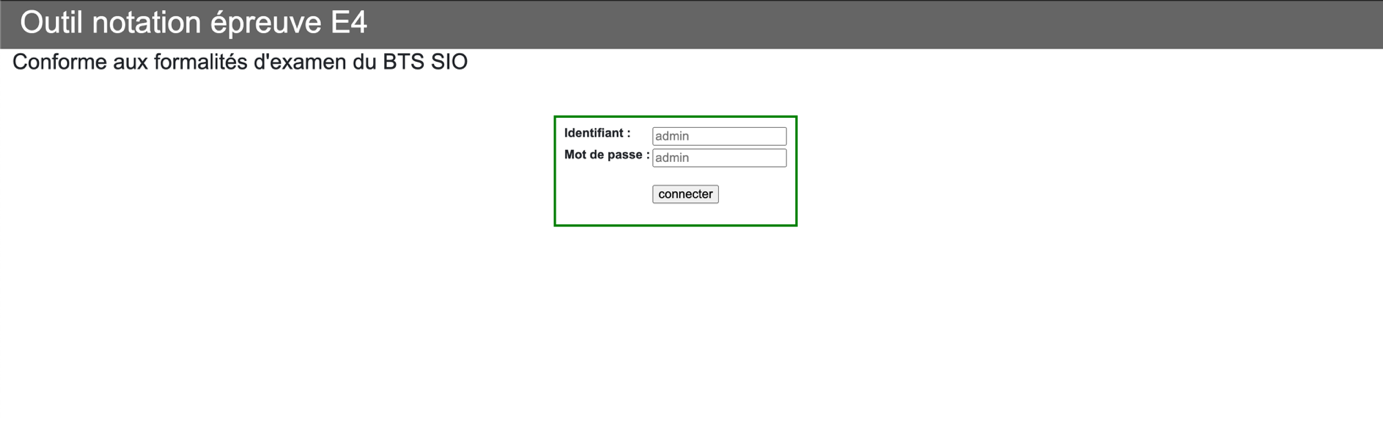 Outil notation épreuve E4
Conforme aux formalités d'examen du BTS SIO
Identifiant : admin
Mot de passe : admin
connecter